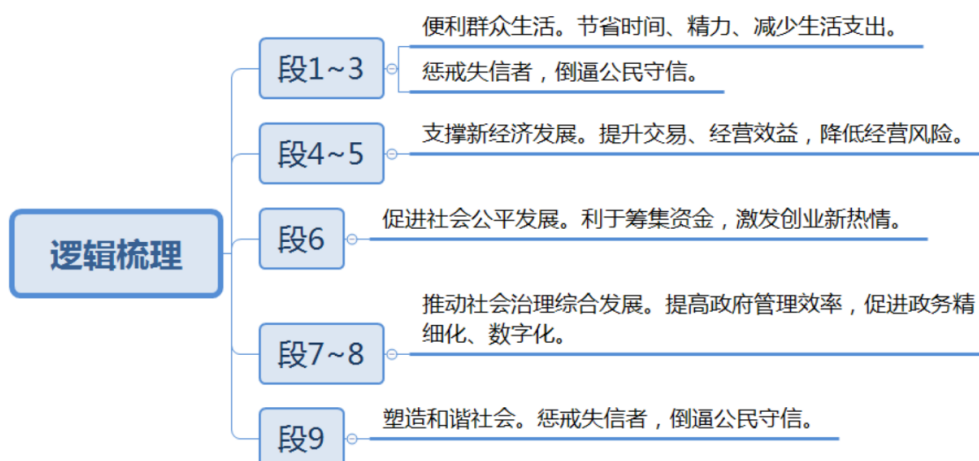 逻辑梳理
段1~3
便利群众生活。节省时间、精力、减少生活支出。
惩戒失信者，倒逼公民守信。
段4~5
支撑新经济发展。提升交易、经营效益，降低经营风险。
段6
促进社会公平发展。利于筹集资金，激发创业新热情。
段7~8
推动社会治理综合发展。提高政府管理效率，促进政务精
细化、数字化。
段9
塑造和谐社会。惩戒失信者，倒逼公民守信。